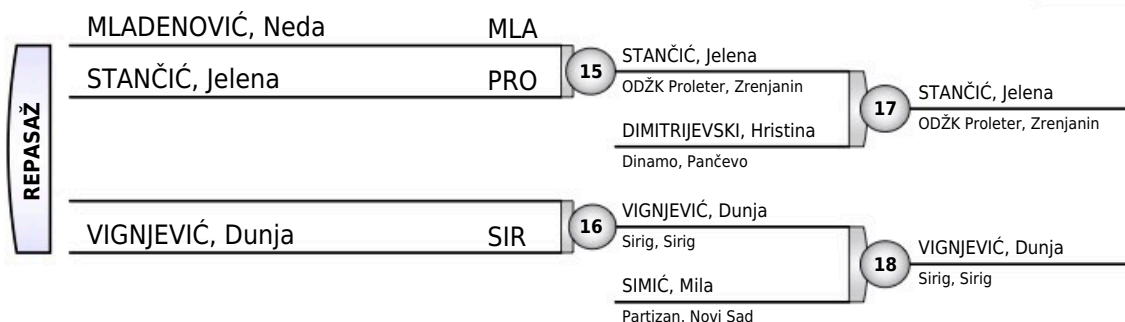 REPASAŽ
MLADENOVIĆ, Neda MLA
STANČIĆ, Jelena PRO
15
STANČIĆ, Jelena
ODŽK Proleter, Zrenjanin
DIMITRIJEVSKI, Hristina
Dinamo, Pančevo
17
STANČIĆ, Jelena
ODŽK Proleter, Zrenjanin
VIGNJEVIĆ, Dunja SIR
16
VIGNJEVIĆ, Dunja
Sirig, Sirig
SIMIĆ, Mila
Partizan, Novi Sad
18
VIGNJEVIĆ, Dunja
Sirig, Sirig